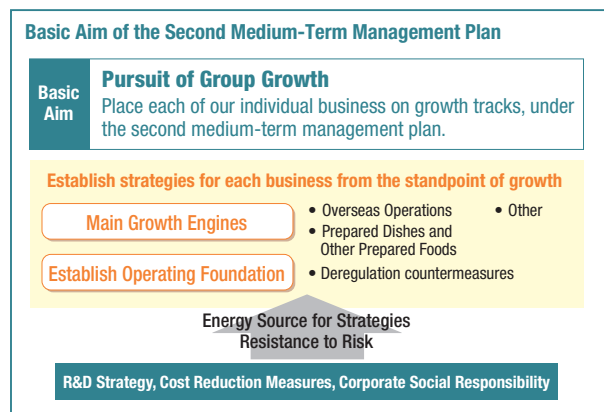 Basic Aim of the Second Medium-Term Management Plan
Basic
Aim
Pursuit of Group Growth
Place each of our individual business on growth tracks, under
the second medium-term management plan.
Establish strategies for each business from the standpoint of growth
Main Growth Engines
• Overseas Operations
• Other
• Prepared Dishes and
Other Prepared Foods
Establish Operating Foundation
• Deregulation countermeasures
Energy Source for Strategies
Resistance to Risk
R&D Strategy, Cost Reduction Measures, Corporate Social Responsibility